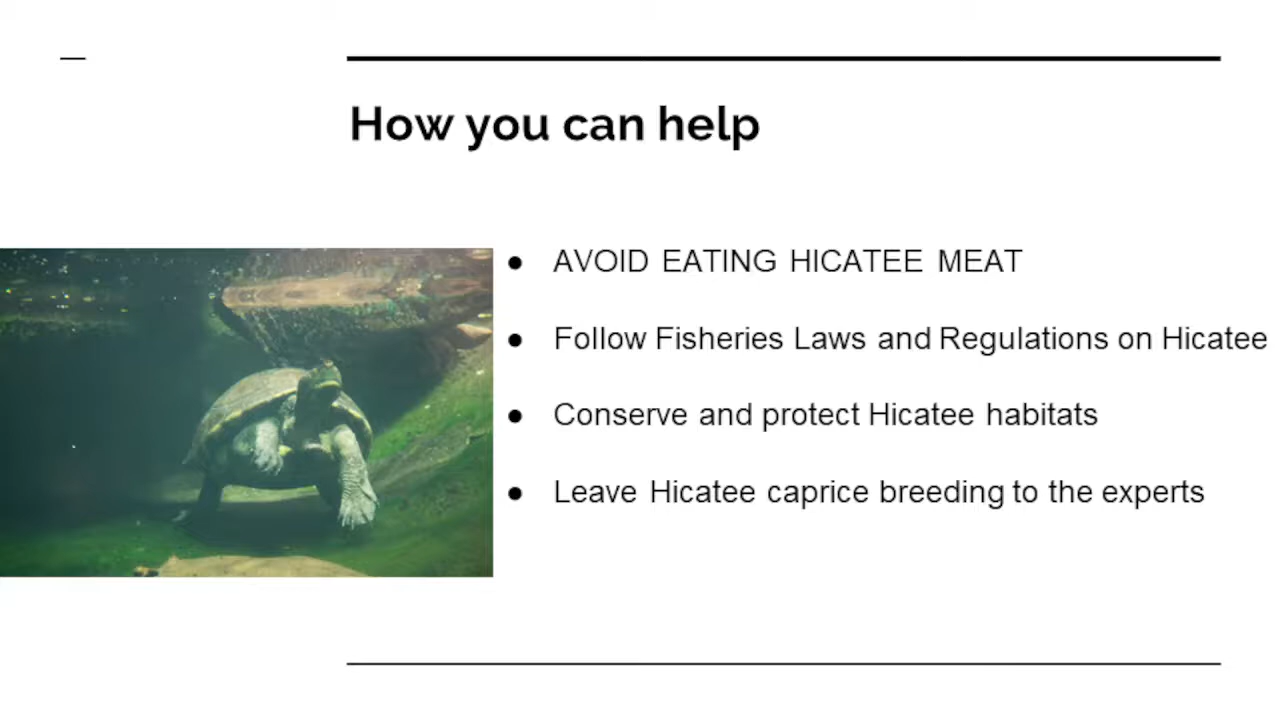 How you can help
● AVOID EATING HICATEE MEAT
● Follow Fisheries Laws and Regulations on Hicatee
● Conserve and protect Hicatee habitats
● Leave Hicatee caprice breeding to the experts